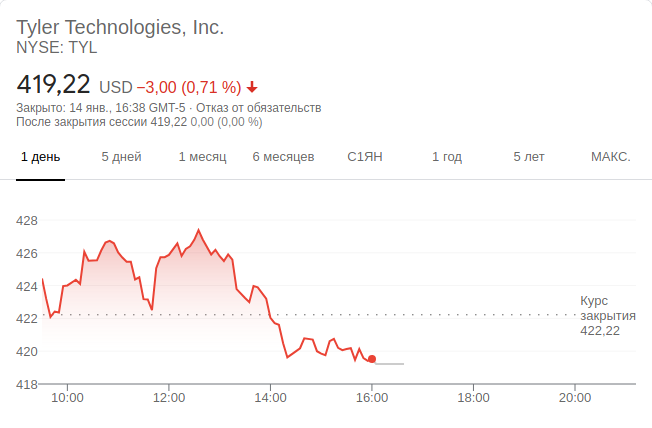 Tyler Technologies, Inc.
NYSE: TYL
419,22 USD −3,00 (0,71 %)
Закрыто: 14 янв., 16:38 GMT-5 · Отказ от обязательств
После закрытия сессии 419,22 0,00 (0,00 %)
1 день 5 дней 1 месяц 6 месяцев С1ЯН 1 год 5 лет МАКС.
428
426
424
Курс
закрытия
422,22
422
420
418
10:00 12:00 14:00 16:00 18:00 20:00